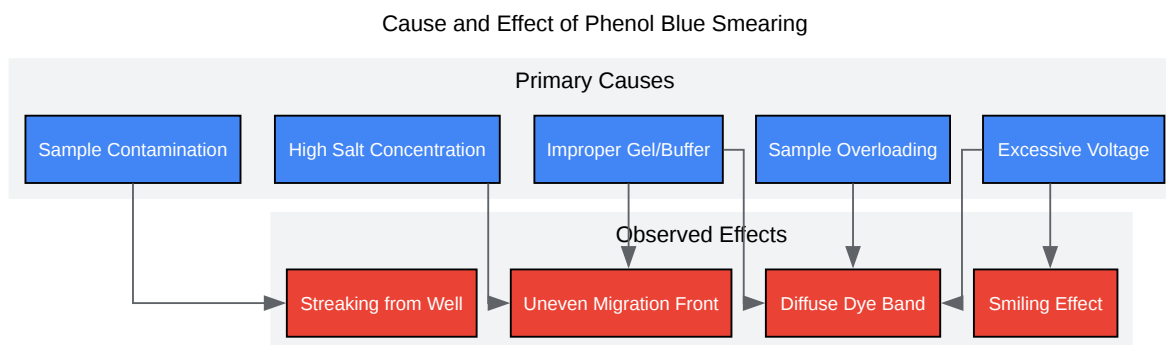 Cause and Effect of Phenol Blue Smearing
Primary Causes
Sample Contamination
High Salt Concentration
Improper Gel/Buffer
Sample Overloading
Excessive Voltage
Observed Effects
Streaking from Well
Uneven Migration Front
Diffuse Dye Band
Smiling Effect